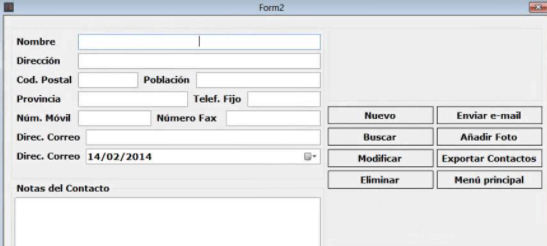 Form2
Nombre
Dirección
Cod. Postal Población
Provincia Telef. Fijo
Núm. Móvil Número Fax
Direc. Correo
Direc. Correo 14/02/2014
Notas del Contacto
Nuevo Enviar e-mail
Buscar Añadir Foto
Modificar Exportar Contactos
Eliminar Menú principal